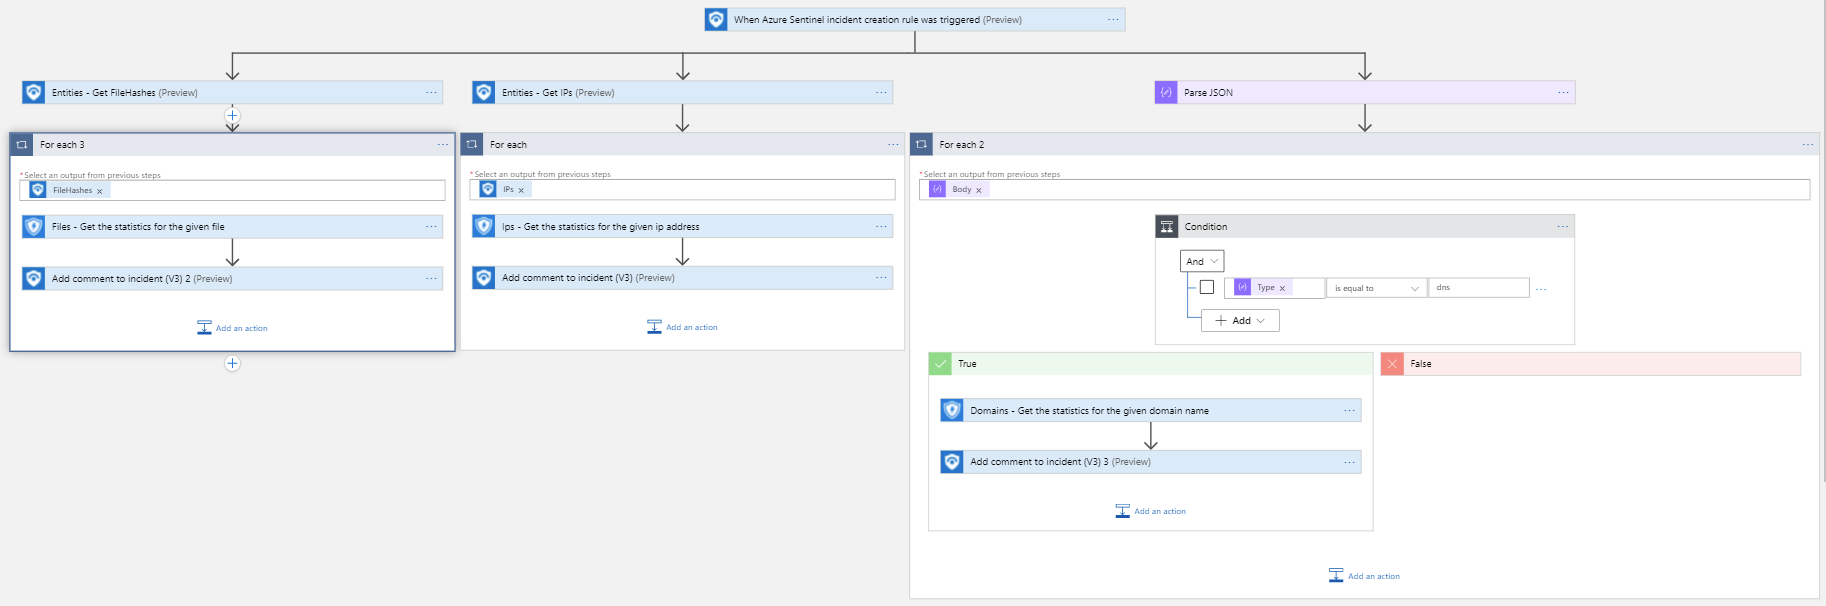 When Azure Sentinel incident creation rule was triggered (Preview)
Entities - Get FileHashes (Preview)
Entities - Get IPs (Preview)
Parse JSON
For each 3
*Select an output from previous steps
FileHashes x
Files - Get the statistics for the given file
Add comment to incident (V3) 2 (Preview)
Add an action
For each
*Select an output from previous steps
IPs x
Ips - Get the statistics for the given ip address
Add comment to incident (V3) (Preview)
Add an action
For each 2
*Select an output from previous steps
Body x
Condition
And
Type x is equal to dns
Add
True
False
Domains - Get the statistics for the given domain name
Add comment to incident (V3) 3 (Preview)
Add an action
Add an action